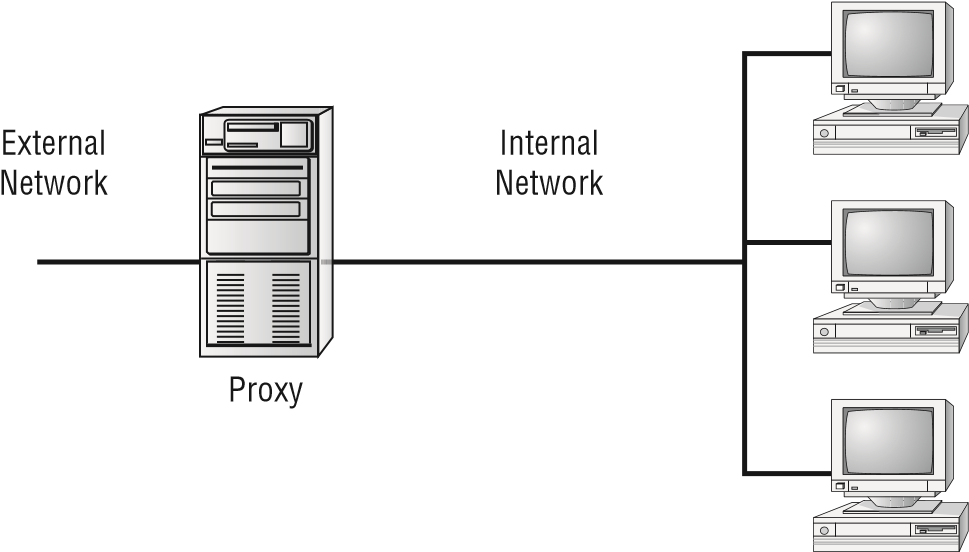 External
Network
Internal
Network
Proxy